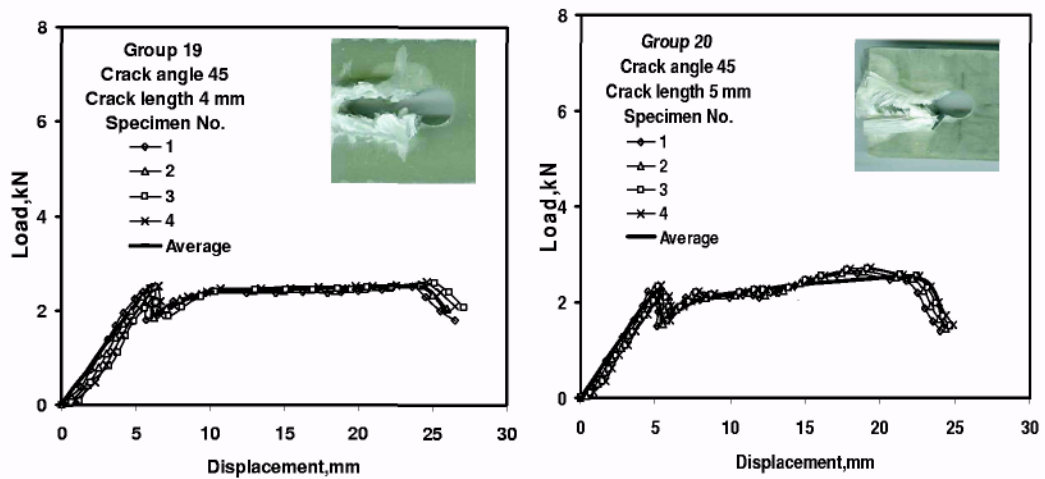 8
6
4
2
0
Load,kN
Group 19
Crack angle 45
Crack length 4 mm
Specimen No.
1
2
3
4
Average
0 5 10 15 20 25 30
Displacement,mm
8
6
4
2
0
Load,kN
Group 20
Crack angle 45
Crack length 5 mm
Specimen No.
1
2
3
4
Average
0 5 10 15 20 25 30
Displacement,mm